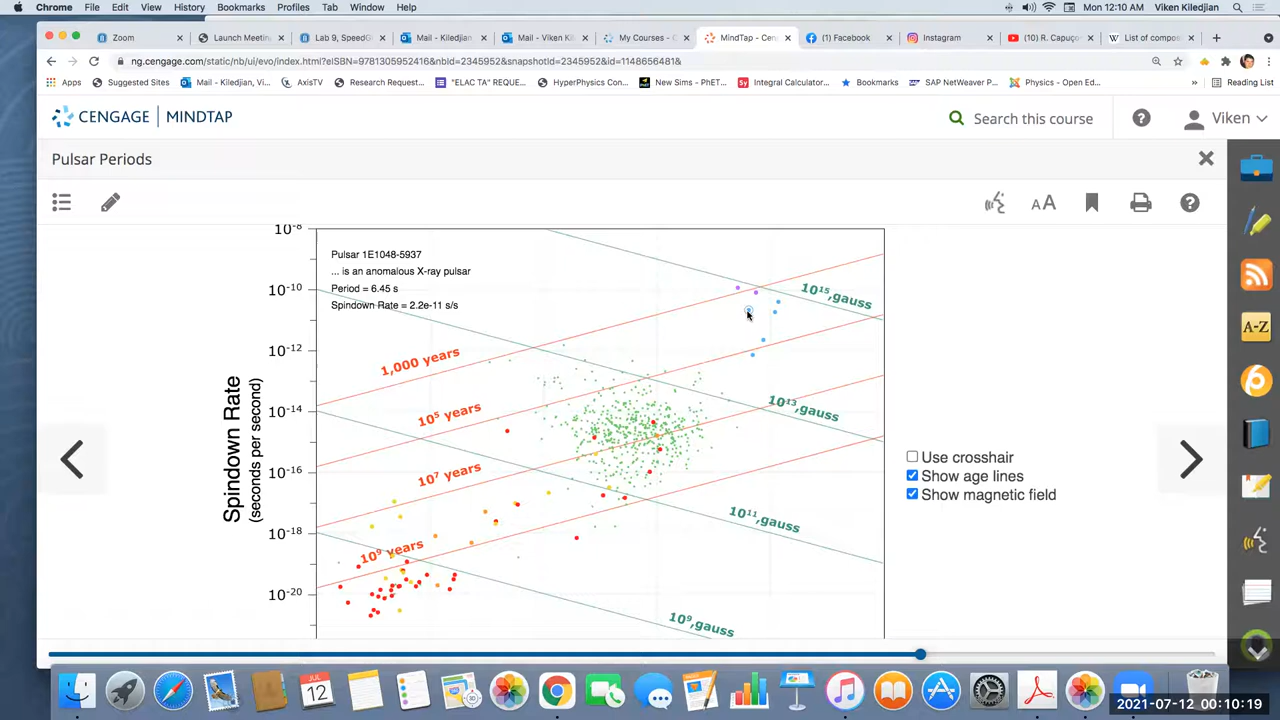 Chrome File Edit View History Bookmarks Profiles Tab Window Help Mon 12:10 AM Viken Kiledjian
Zoom Launch Meetin Lab 9, SpeedG Mail - Kiledjian, Mail - Viken Ki My Courses - C MindTap - Cen (1) Facebook Instagram (10) R. Capuço List of compos
ng.cengage.com/static/nb/ui/evo/index.html?eISBN=9781305952416&nbId=2345952&snapshotId=2345952&id=1148656481&
Apps Suggested Sites Mail - Kiledjian, Vi... AxisTV Research Request... "ELAC TA" REQUE... HyperPhysics Conc... New Sims - PhET... Integral Calculator... Bookmarks SAP NetWeaver P... Physics - Open Ed... » Reading List
CENGAGE | MINDTAP Search this course Viken
Pulsar Periods
AA
10⁻⁸
Pulsar 1E1048-5937
... is an anomalous X-ray pulsar
Period = 6.45 s
Spindown Rate = 2.2e-11 s/s
10⁻¹⁰
10¹⁵,gauss
10⁻¹²
1,000 years
10⁻¹⁴
10⁵ years
10¹³,gauss
Spindown Rate
(seconds per second)
Use crosshair
10⁻¹⁶
10⁷ years
Show age lines
Show magnetic field
10⁻¹⁸
10¹¹,gauss
10⁹ years
10⁻²⁰
10⁹,gauss
A-Z
JUL
12
2021-07-12 00:10:19